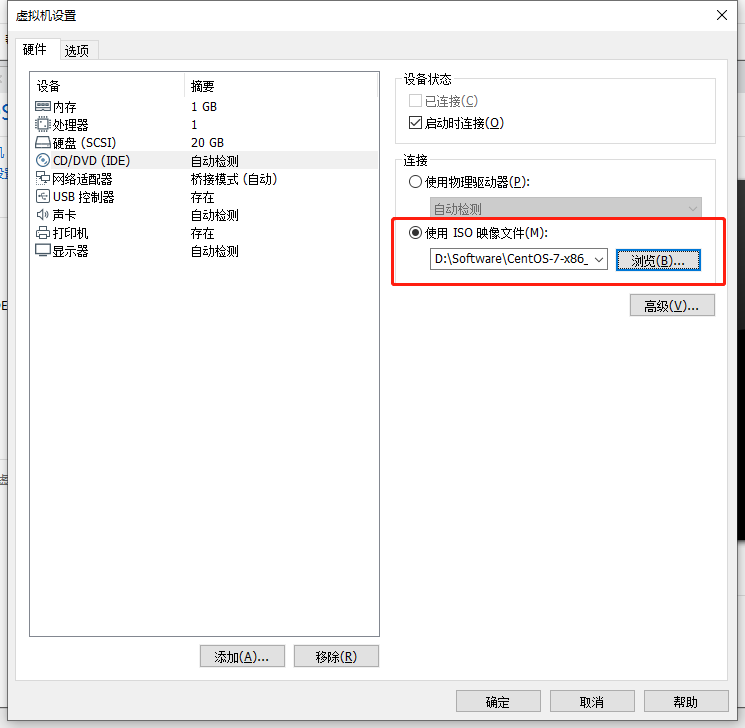 虚拟机设置
硬件 选项
设备 摘要
内存 1 GB
处理器 1
硬盘 (SCSI) 20 GB
CD/DVD (IDE) 自动检测
网络适配器 桥接模式 (自动)
USB 控制器 存在
声卡 自动检测
打印机 存在
显示器 自动检测
添加(A)... 移除(R)
设备状态
已连接(C)
启动时连接(O)
连接
使用物理驱动器(P):
自动检测
使用 ISO 映像文件(M):
D:\Software\CentOS-7-x86_ 浏览(B)...
高级(V)...
确定 取消 帮助